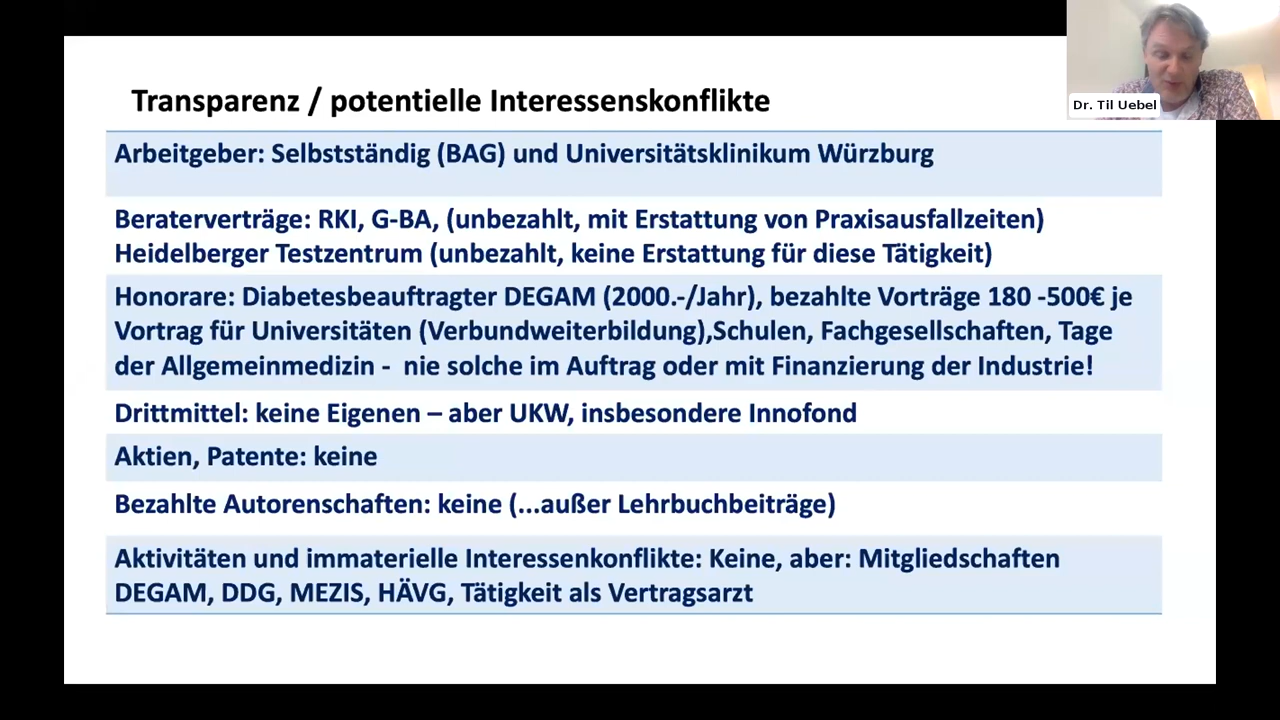 Transparenz / potentielle Interessenskonflikte
Dr. Til Uebel
Arbeitgeber: Selbstständig (BAG) und Universitätsklinikum Würzburg
Beraterverträge: RKI, G-BA, (unbezahlt, mit Erstattung von Praxisausfallzeiten)
Heidelberger Testzentrum (unbezahlt, keine Erstattung für diese Tätigkeit)
Honorare: Diabetesbeauftragter DEGAM (2000.-/Jahr), bezahlte Vorträge 180 -500€ je
Vortrag für Universitäten (Verbundweiterbildung),Schulen, Fachgesellschaften, Tage
der Allgemeinmedizin -  nie solche im Auftrag oder mit Finanzierung der Industrie!
Drittmittel: keine Eigenen – aber UKW, insbesondere Innofond
Aktien, Patente: keine
Bezahlte Autorenschaften: keine (...außer Lehrbuchbeiträge)
Aktivitäten und immaterielle Interessenkonflikte: Keine, aber: Mitgliedschaften
DEGAM, DDG, MEZIS, HÄVG, Tätigkeit als Vertragsarzt